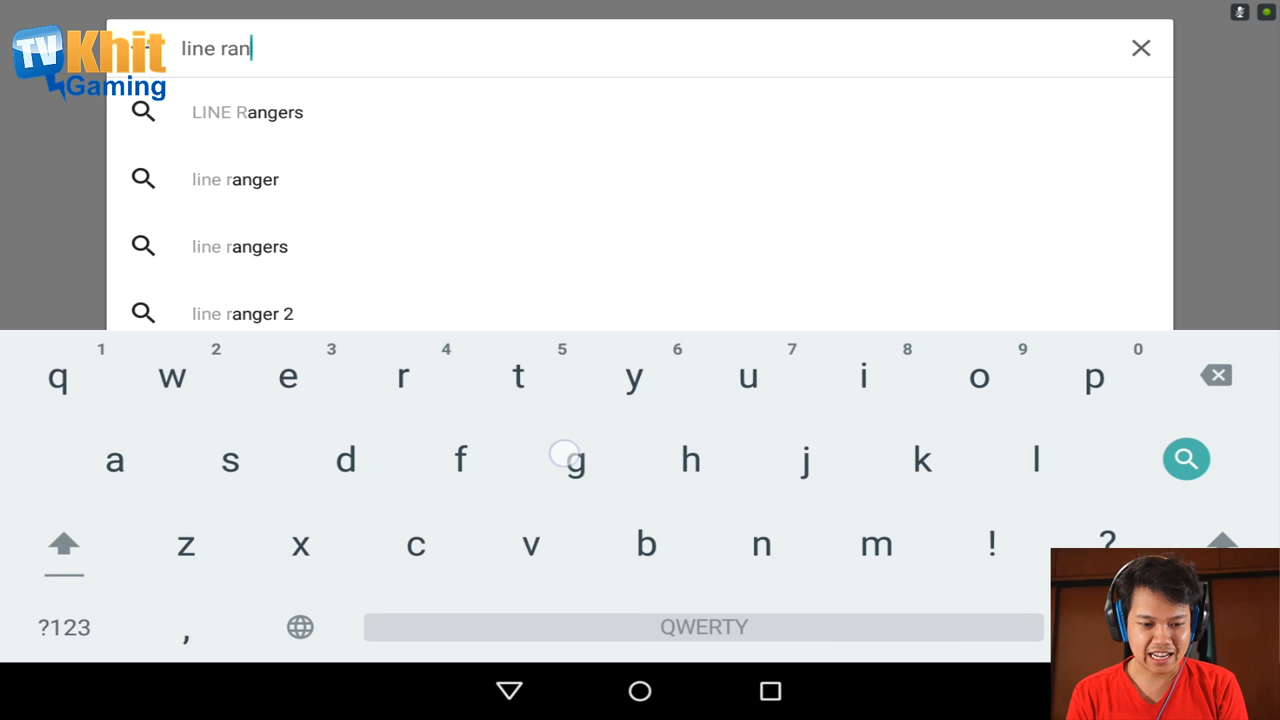 TV Khit
Gaming
line ran
LINE Rangers
line ranger
line rangers
line ranger 2
1 2 3 4 5 6 7 8 9 0
q w e r t y u i o p
a s d f g h j k l
z x c v b n m ! ?
?123 , QWERTY